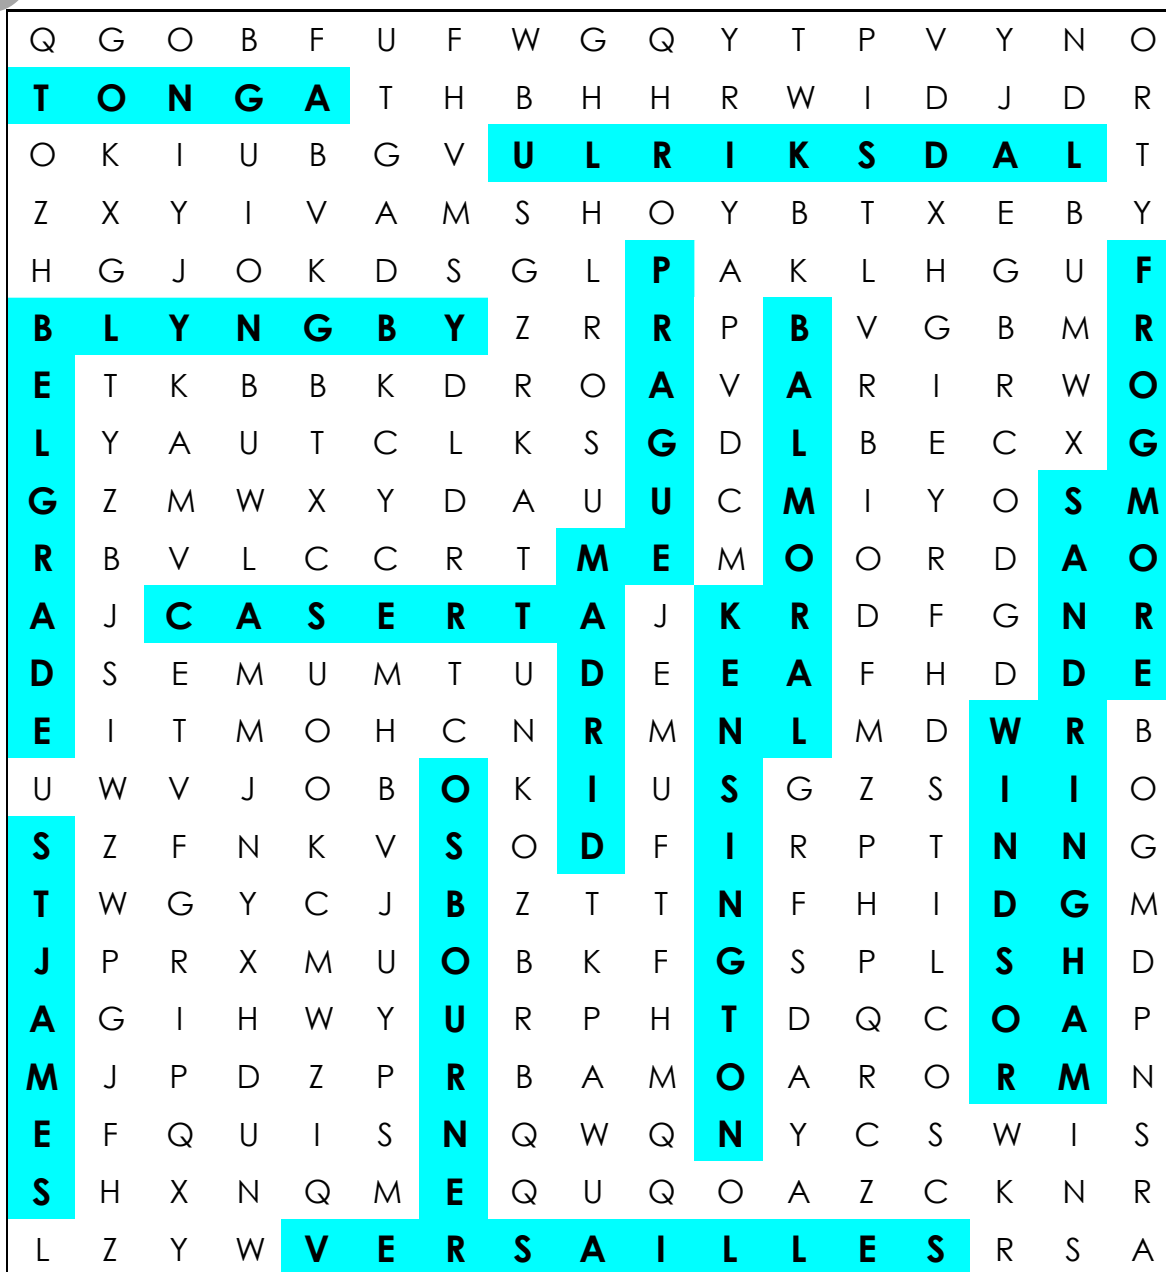 Q G O B F U F W G Q Y T P V Y N O
T O N G A T H B H H R W I D J D R
O K I U B G V U L R I K S D A L T
Z X Y I V A M S H O Y B T X E B Y
H G J O K D S G L P A K L H G U F
B L Y N G B Y Z R R P B V G B M R
E T K B B K D R O A V A R I R W O
L Y A U T C L K S G D L B E C X G
G Z M W X Y D A U U C M I Y O S M
R B V L C C R T M E M O O R D A O
A J C A S E R T A J K R D F G N R
D S E M U M T U D E E A F H D D E
E I T M O H C N R M N L M D W R B
U W V J O B O K I U S G Z S I I O
S Z F N K V S O D F I R P T N N G
T W G Y C J B Z T T N F H I D G M
J P R X M U O B K F G S P L S H D
A G I H W Y U R P H T D Q C O A P
M J P D Z P R B A M O A R O R M N
E F Q U I S N Q W Q N Y C S W I S
S H X N Q M E Q U Q O A Z C K N R
L Z Y W V E R S A I L L E S R S A